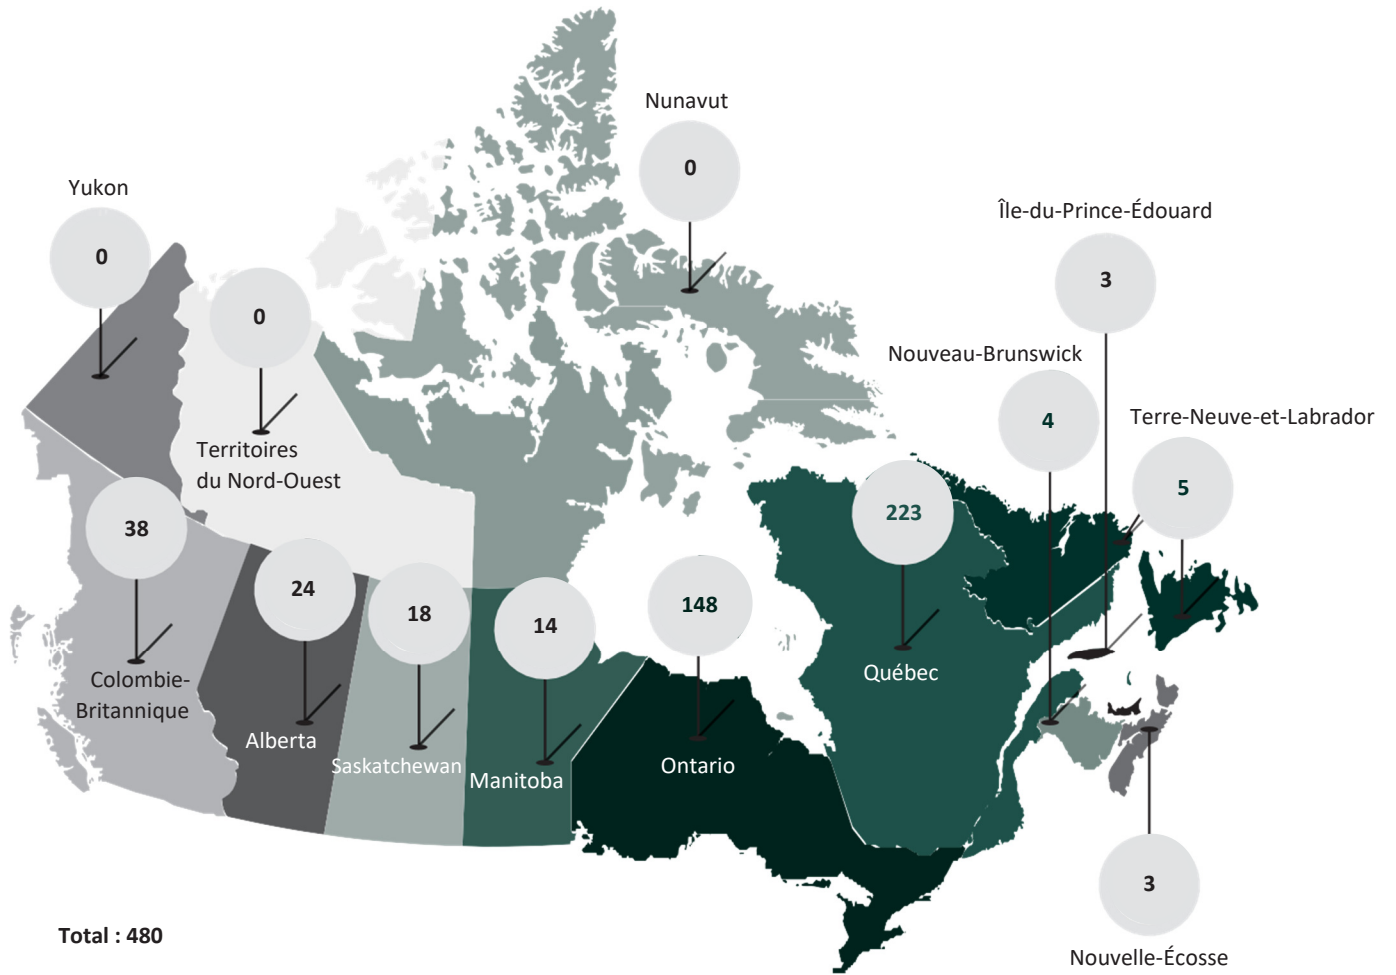 Nunavut
0
Yukon
0
Île-du-Prince-Édouard
3
0
Territoires
du Nord-Ouest
Nouveau-Brunswick
4
Terre-Neuve-et-Labrador
5
38
Colombie-
Britannique
24
Alberta
18
Saskatchewan
14
Manitoba
148
Ontario
223
Québec
3
Nouvelle-Écosse
Total : 480